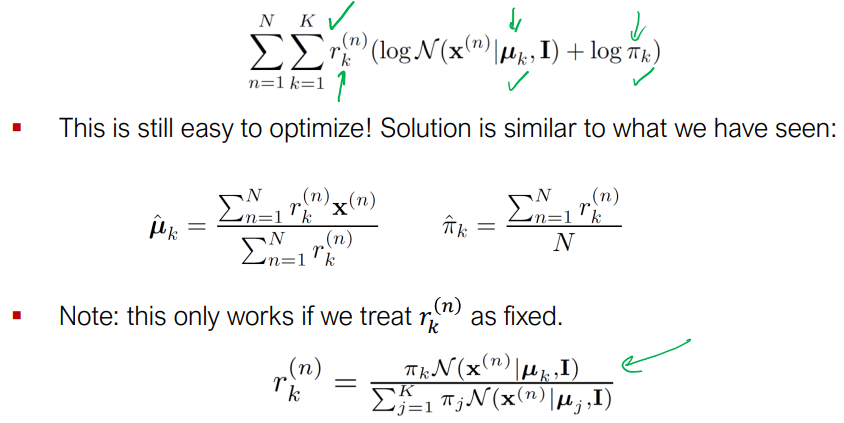 \sum_{n=1}^{N} \sum_{k=1}^{K} r_k^{(n)} (\log \mathcal{N}(\mathbf{x}^{(n)}|\boldsymbol{\mu}_k, \mathbf{I}) + \log \pi_k)
▪ This is still easy to optimize! Solution is similar to what we have seen:
\hat{\boldsymbol{\mu}}_k = \frac{\sum_{n=1}^{N} r_k^{(n)} \mathbf{x}^{(n)}}{\sum_{n=1}^{N} r_k^{(n)}} \quad \hat{\pi}_k = \frac{\sum_{n=1}^{N} r_k^{(n)}}{N}
▪ Note: this only works if we treat r_k^{(n)} as fixed.
r_k^{(n)} = \frac{\pi_k \mathcal{N}(\mathbf{x}^{(n)}|\boldsymbol{\mu}_k, \mathbf{I})}{\sum_{j=1}^{K} \pi_j \mathcal{N}(\mathbf{x}^{(n)}|\boldsymbol{\mu}_j, \mathbf{I})}